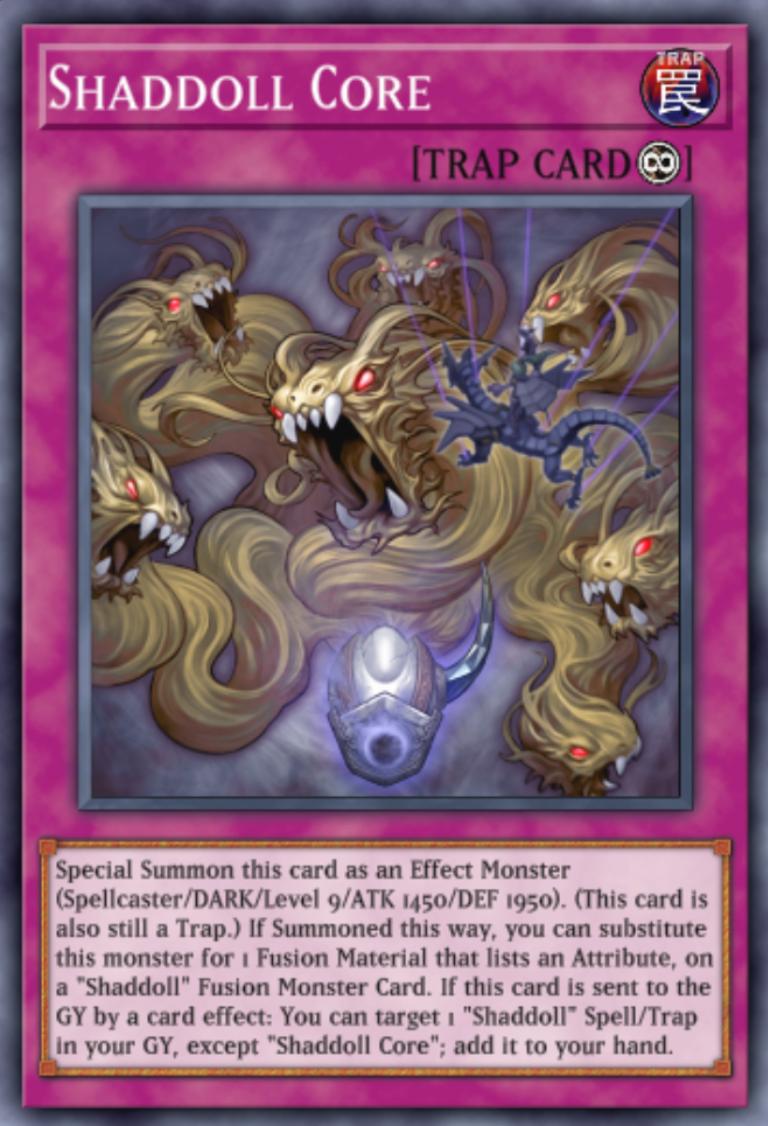 Shaddoll Core
TRAP
罠
[TRAP CARD]
Special Summon this card as an Effect Monster
(Spellcaster/DARK/Level 9/ATK 1450/DEF 1950). (This card is
also still a Trap.) If Summoned this way, you can substitute
this monster for 1 Fusion Material that lists an Attribute, on
a "Shaddoll" Fusion Monster Card. If this card is sent to the
GY by a card effect: You can target 1 "Shaddoll" Spell/Trap
in your GY, except "Shaddoll Core"; add it to your hand.